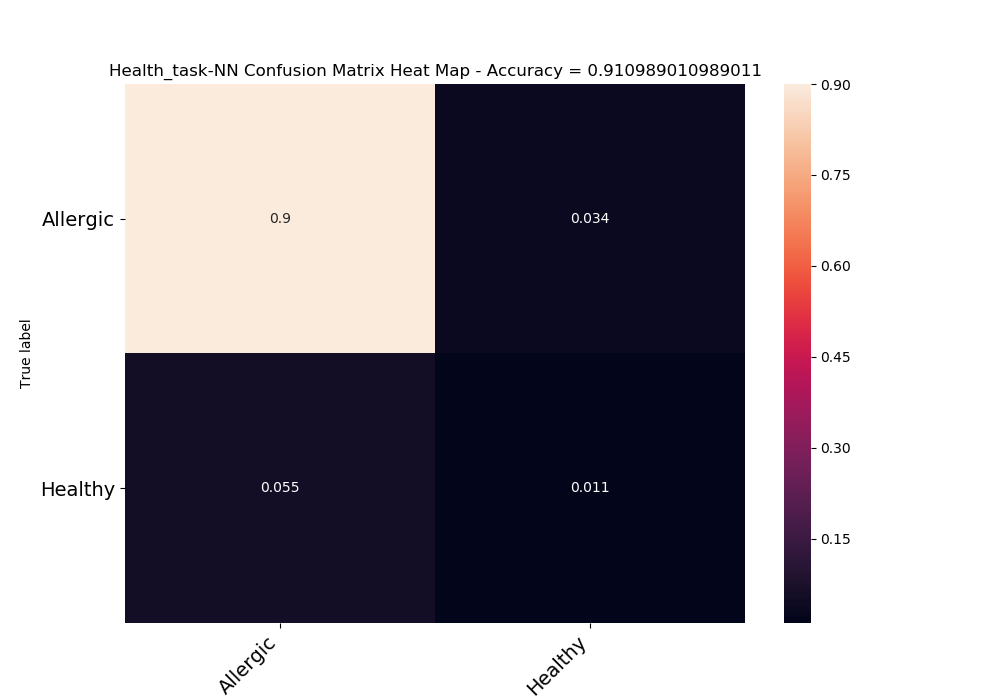 Health_task-NN Confusion Matrix Heat Map - Accuracy = 0.910989010989011
0.90
0.75
0.60
0.45
0.30
0.15
True label
Allergic
0.9
0.034
Healthy
0.055
0.011
Allergic
Healthy